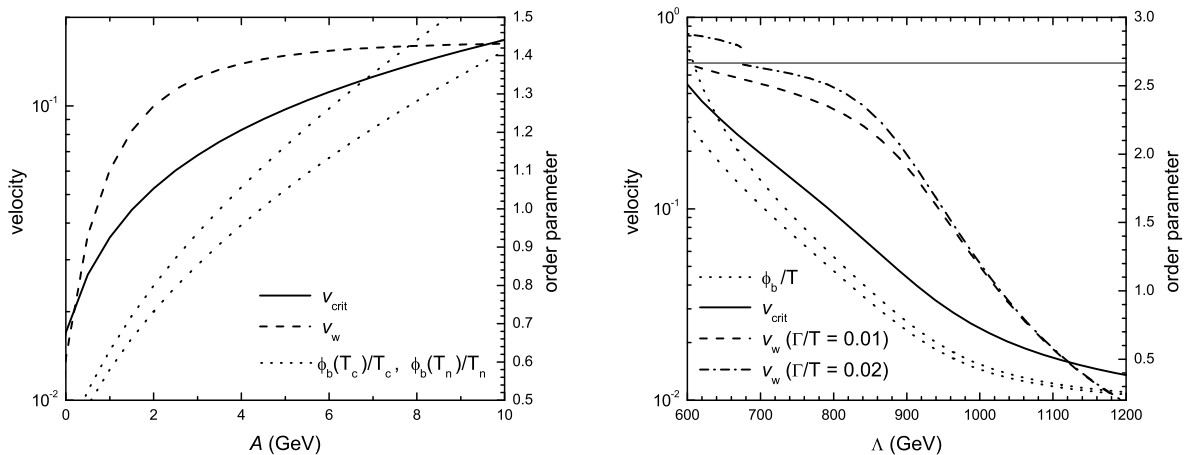 velocity
10⁻¹
10⁻²
0 2 4 6 8 10
A (GeV)
1.5
1.4
1.3
1.2
1.1
1.0
0.9
0.8
0.7
0.6
0.5
order parameter
v_crit
v_w
ϕ_b(T_c)/T_c , ϕ_b(T_n)/T_n
velocity
10⁰
10⁻¹
10⁻²
600 700 800 900 1000 1100 1200
Λ (GeV)
3.0
2.5
2.0
1.5
1.0
0.5
order parameter
ϕ_b/T
v_crit
v_w (Γ/T = 0.01)
v_w (Γ/T = 0.02)